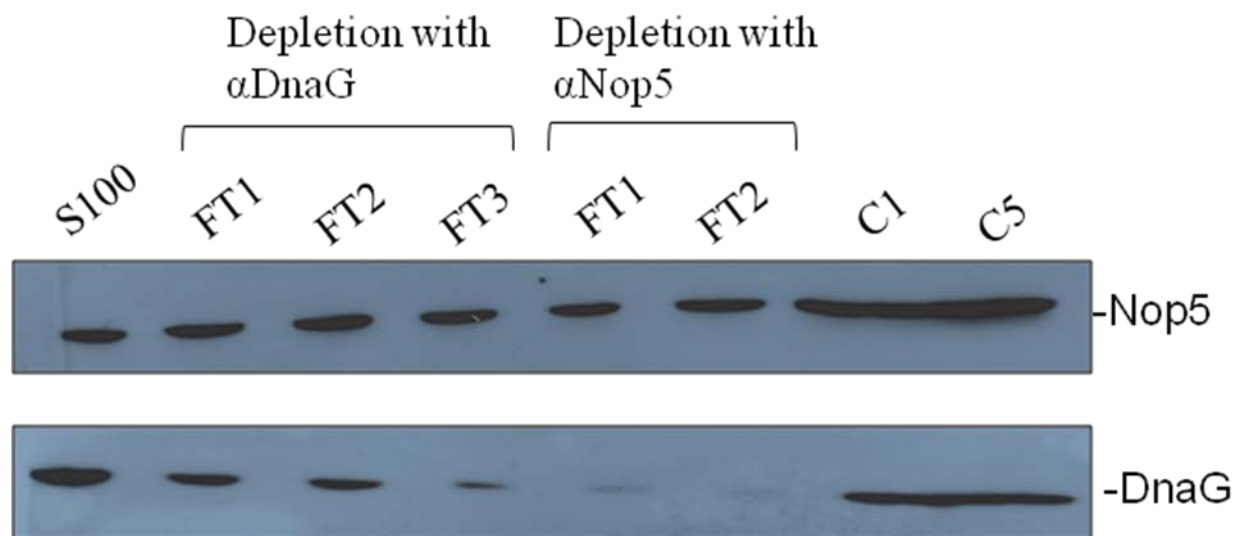 Depletion with
αDnaG
Depletion with
αNop5
S100
FT1
FT2
FT3
FT1
FT2
C1
C5
-Nop5
-DnaG